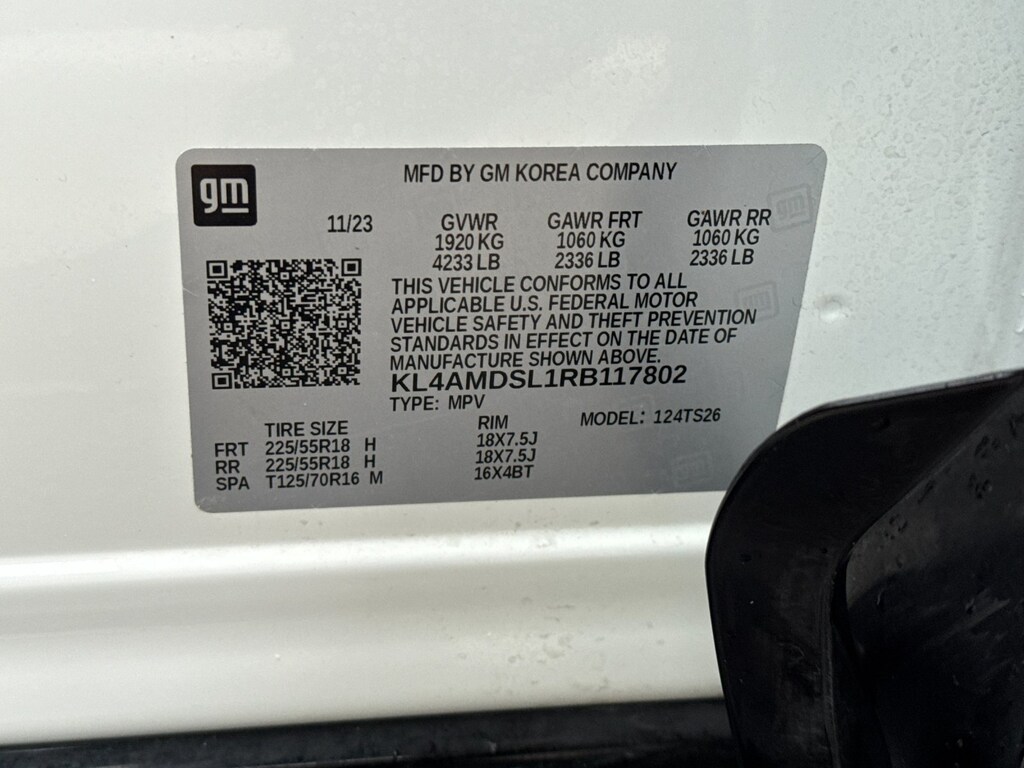 gm
MFD BY GM KOREA COMPANY
11/23
GVWR GAWR FRT GAWR RR
1920 KG 1060 KG 1060 KG
4233 LB 2336 LB 2336 LB
THIS VEHICLE CONFORMS TO ALL
APPLICABLE U.S. FEDERAL MOTOR
VEHICLE SAFETY AND THEFT PREVENTION
STANDARDS IN EFFECT ON THE DATE OF
MANUFACTURE SHOWN ABOVE.
KL4AMDSL1RB117802
TYPE: MPV MODEL: 124TS26
TIRE SIZE RIM
FRT 225/55R18 H 18X7.5J
RR 225/55R18 H 18X7.5J
SPA T125/70R16 M 16X4BT